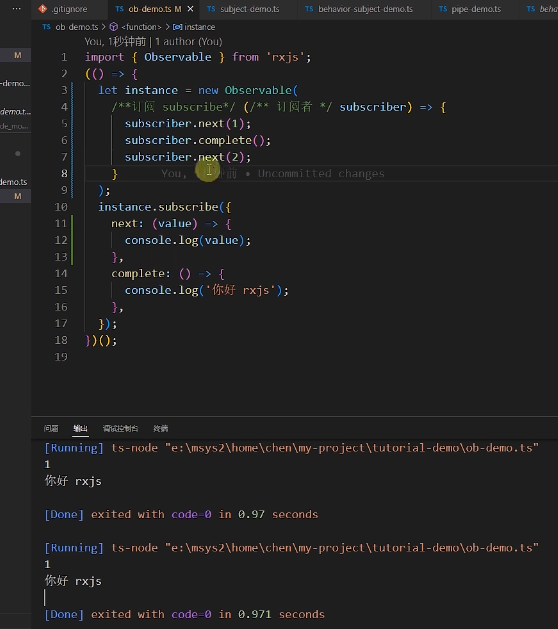 .gitignore
TS ob-demo.ts M ×
TS subject-demo.ts
TS behavior-subject-demo.ts
TS pipe-demo.ts
TS
TS ob-demo.ts > <function> > instance
You, 1秒钟前 | 1 author (You)
1 import { Observable } from 'rxjs';
2 (() => {
3 let instance = new Observable(
4 /**订阅 subscribe*/ (/** 订阅者 */ subscriber) => {
5 subscriber.next(1);
6 subscriber.complete();
7 subscriber.next(2);
8 } You, • Uncommitted changes
9 );
10 instance.subscribe({
11 next: (value) => {
12 console.log(value);
13 },
14 complete: () => {
15 console.log('你好 rxjs');
16 },
17 });
18 })();
19
M
-demo...
demo.t...
demo.ts
M
问题 输出 调试控制台 终端
[Running] ts-node "e:\msys2\home\chen\my-project\tutorial-demo\ob-demo.ts"
1
你好 rxjs
[Done] exited with code=0 in 0.97 seconds
[Running] ts-node "e:\msys2\home\chen\my-project\tutorial-demo\ob-demo.ts"
1
你好 rxjs
[Done] exited with code=0 in 0.971 seconds